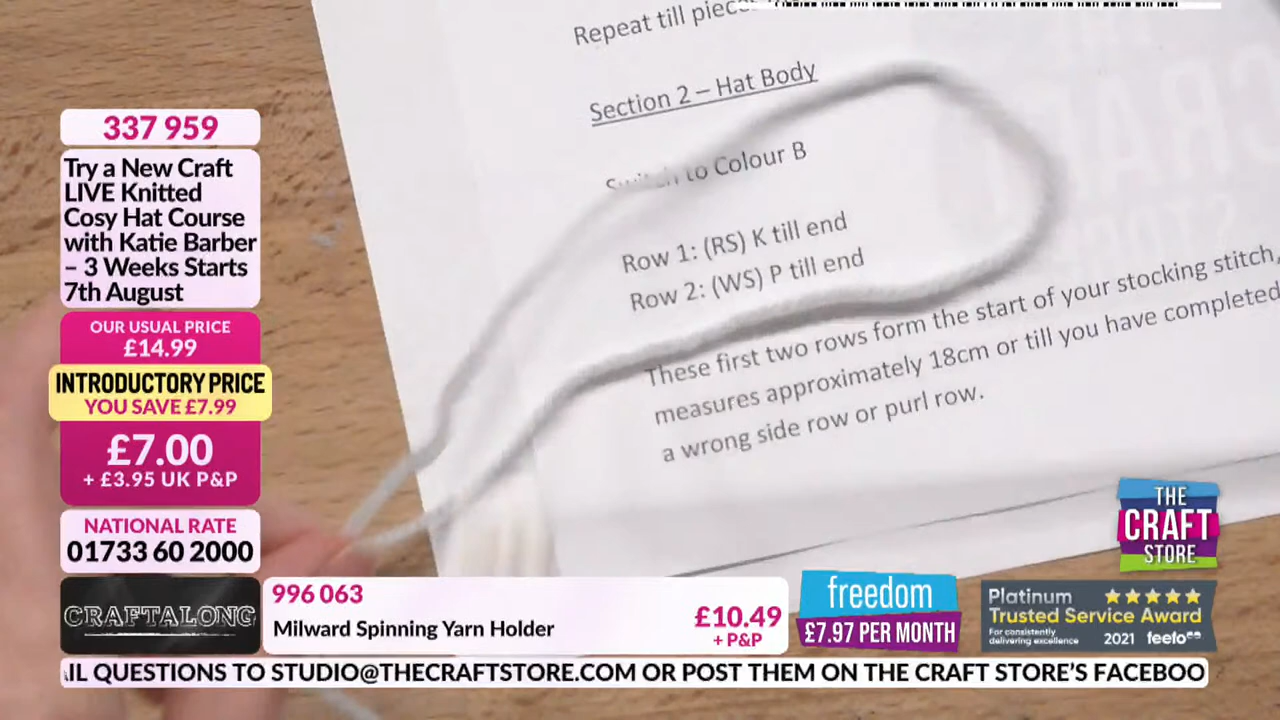 Repeat till
Section 2 – Hat Body
to Colour B
Row 1: (RS) K till end
Row 2: (WS) P till end
These first two rows form the start of your stocking stitch,
measures approximately 18cm or till you have completed
a wrong side row or purl row.
337 959
Try a New Craft
LIVE Knitted
Cosy Hat Course
with Katie Barber
– 3 Weeks Starts
7th August
OUR USUAL PRICE
£14.99
INTRODUCTORY PRICE
YOU SAVE £7.99
£7.00
+ £3.95 UK P&P
NATIONAL RATE
01733 60 2000
CRAFTALONG
996 063
Milward Spinning Yarn Holder
£10.49
+ P&P
freedom
£7.97 PER MONTH
THE
CRAFT
STORE
Platinum
Trusted Service Award
For consistently
delivering excellence
2021 feefo
QUESTIONS TO STUDIO@THECRAFTSTORE.COM OR POST THEM ON THE CRAFT STORE'S FACEBOO